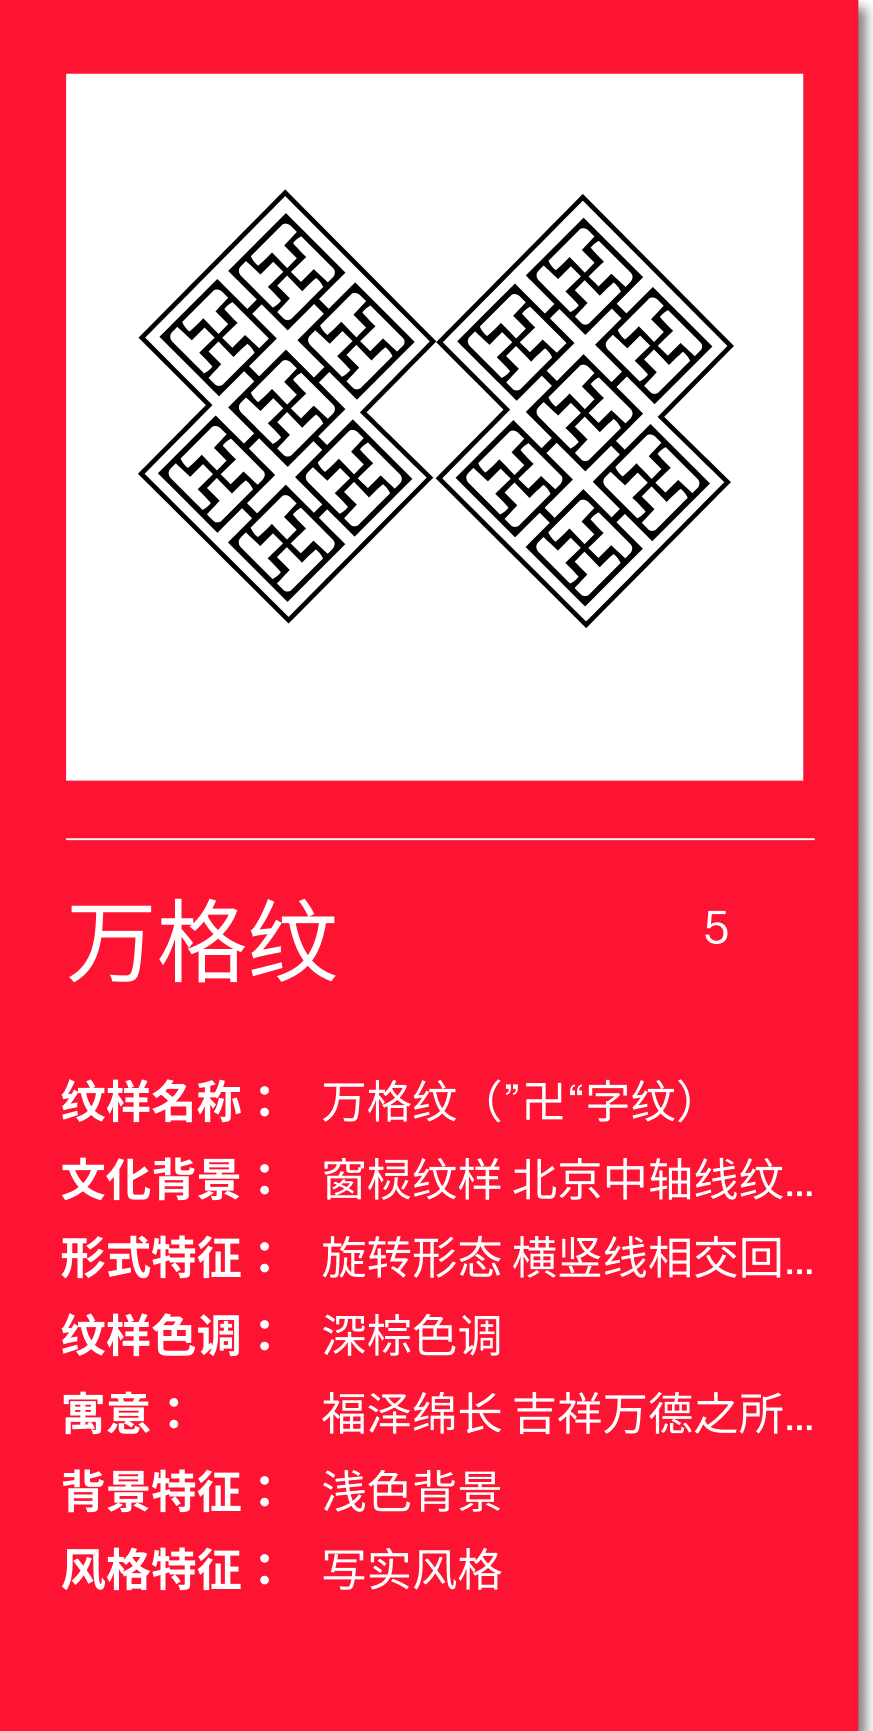 万格纹
5
纹样名称： 万格纹（”卍“字纹）
文化背景： 窗棂纹样 北京中轴线纹...
形式特征： 旋转形态 横竖线相交回...
纹样色调： 深棕色调
寓意： 福泽绵长 吉祥万德之所...
背景特征： 浅色背景
风格特征： 写实风格